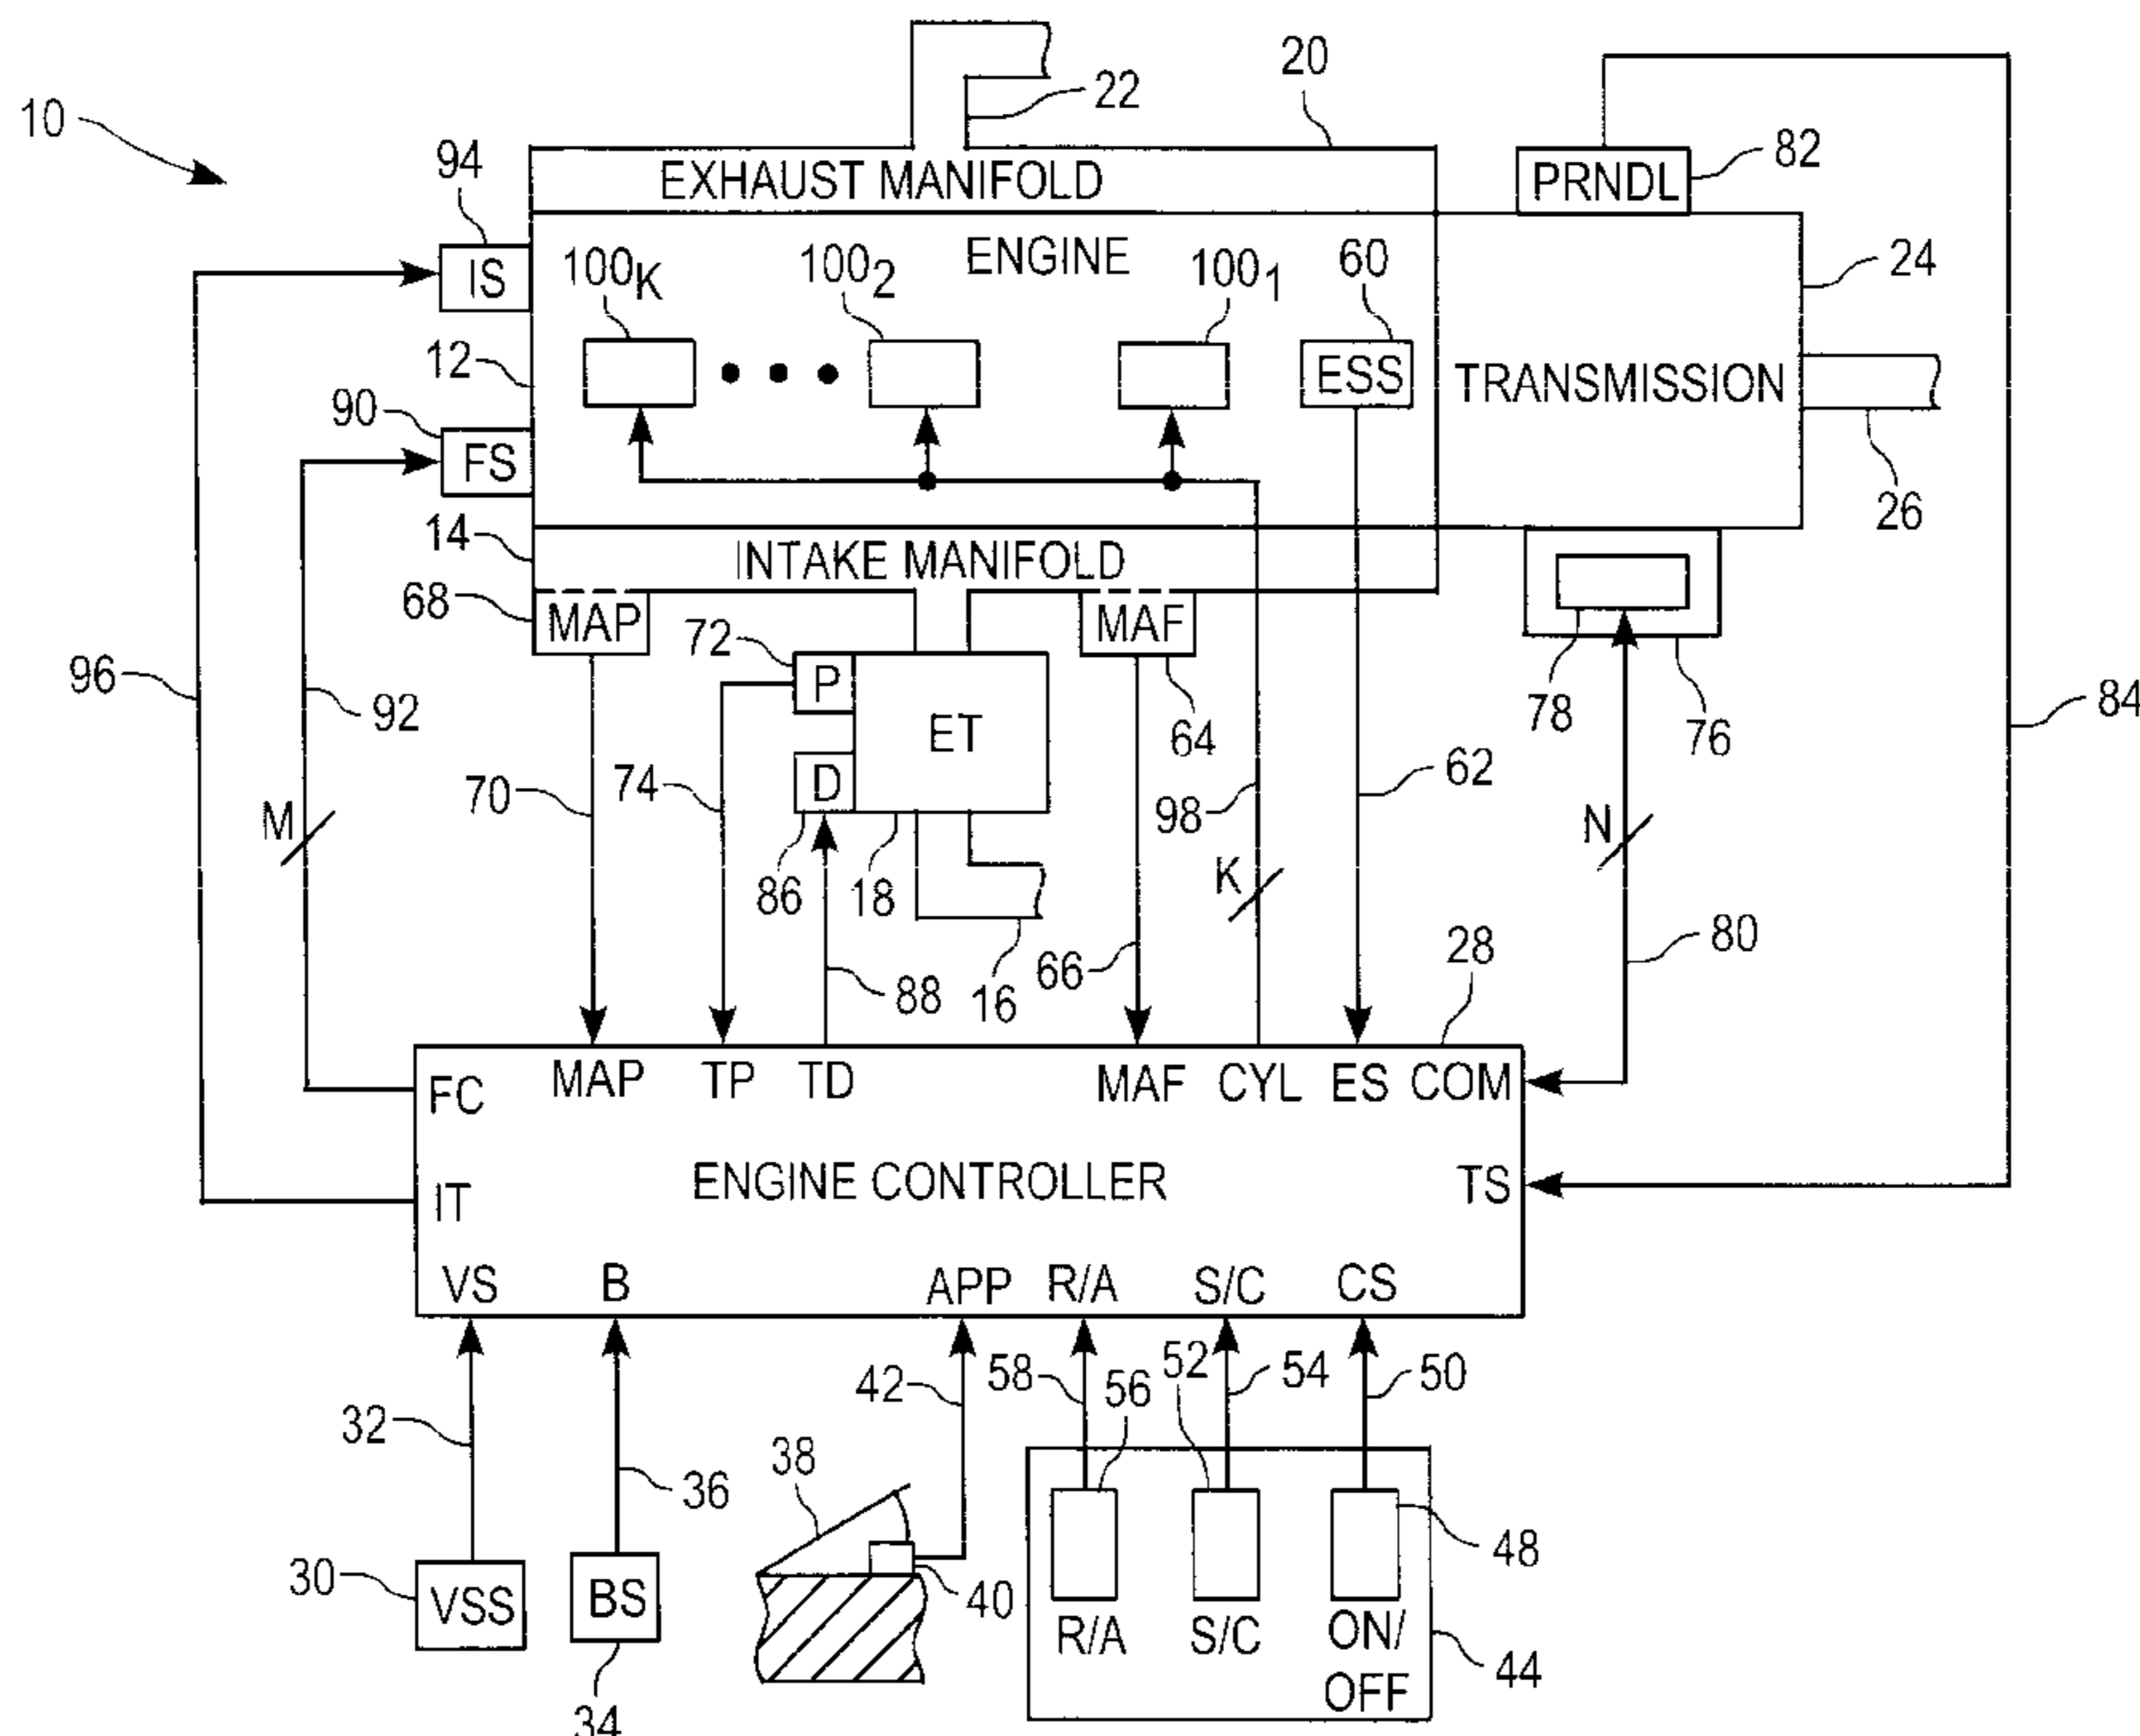 20
22
10
82
94
EXHAUST MANIFOLD
PRNDL
ENGINE
60
24
IS
100K
1002
1001
12
ESS
TRANSMISSION
90
FS
26
14
INTAKE MANIFOLD
68
MAP
72
MAF
P
96
92
78
84
ET
64
76
70
74
D
62
M
98
N
86
18
K
28
80
88
66
16
FC
MAP
TP
TD
MAF
CYL
ES
COM
ENGINE CONTROLLER
TS
IT
VS
B
APP
R/A
S/C
CS
32
42
58
56
52
54
50
38
36
48
30
VSS
BS
40
R/A
S/C
ON/
OFF
44
34